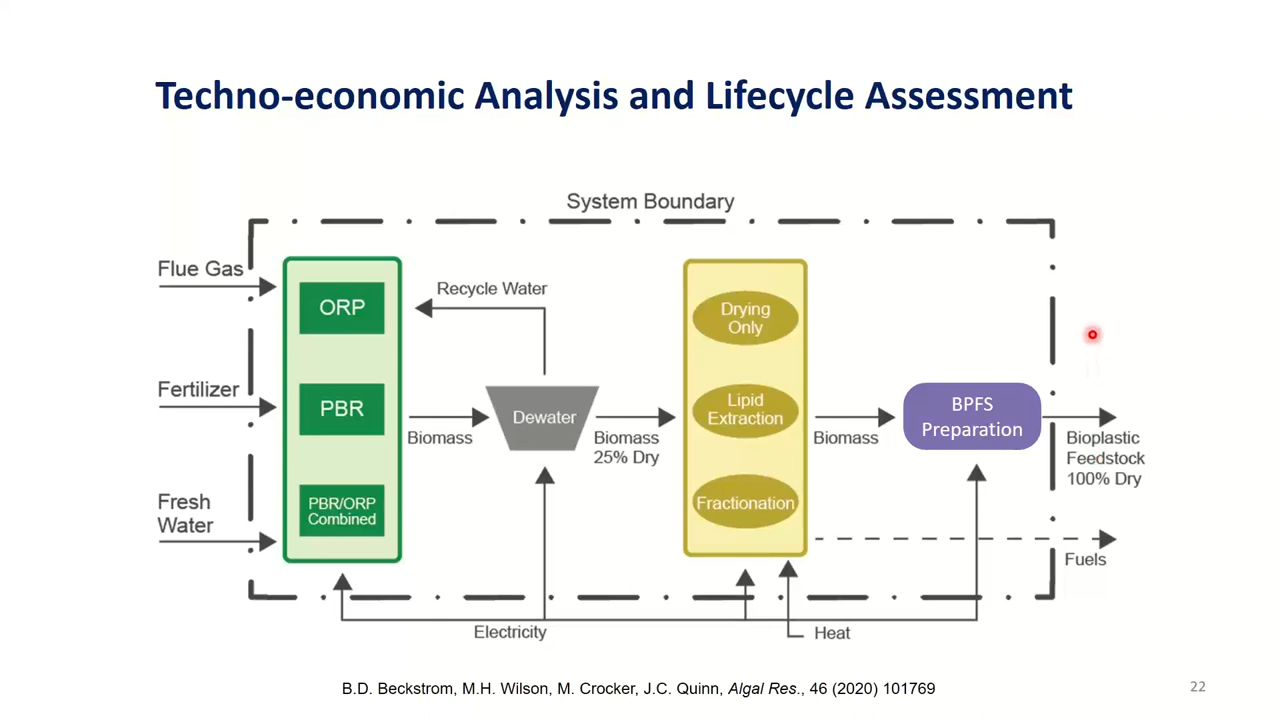 Techno-economic Analysis and Lifecycle Assessment
System Boundary
Flue Gas
Fertilizer
Fresh
Water
ORP
PBR
PBR/ORP
Combined
Recycle Water
Biomass
Dewater
Biomass
25% Dry
Drying
Only
Lipid
Extraction
Fractionation
Biomass
BPFS
Preparation
Bioplastic
Feedstock
100% Dry
Fuels
Electricity
Heat
B.D. Beckstrom, M.H. Wilson, M. Crocker, J.C. Quinn, Algal Res., 46 (2020) 101769
22